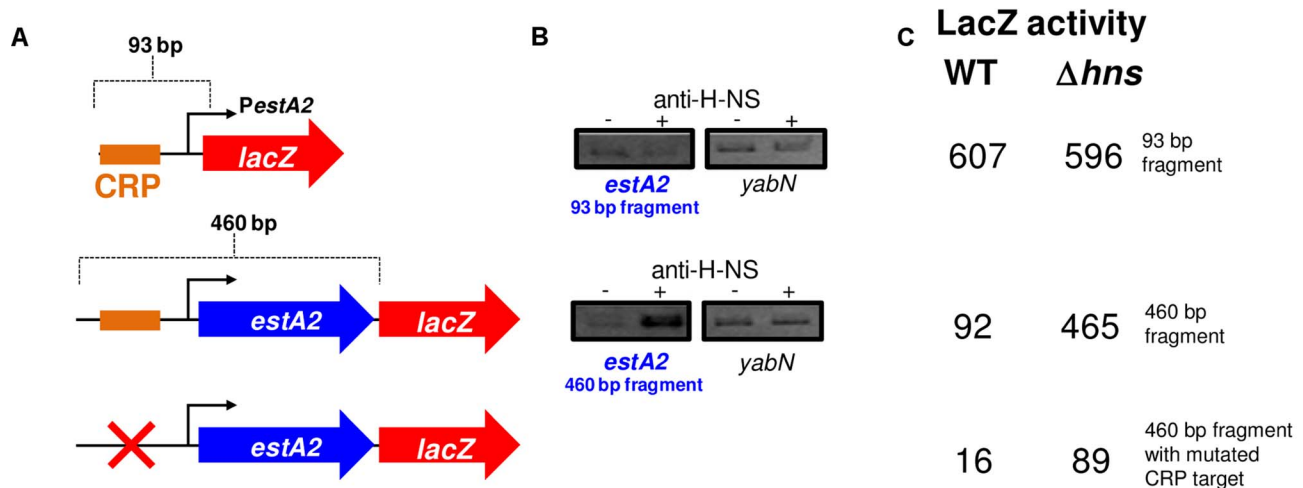 A
93 bp
PestA2
lacZ
CRP
460 bp
estA2
lacZ
estA2
lacZ
B
anti-H-NS
- +
- +
estA2
93 bp fragment
yabN
anti-H-NS
- +
- +
estA2
460 bp fragment
yabN
C
LacZ activity
WT Δhns
607 596 93 bp
fragment
92 465 460 bp
fragment
16 89 460 bp fragment
with mutated
CRP target